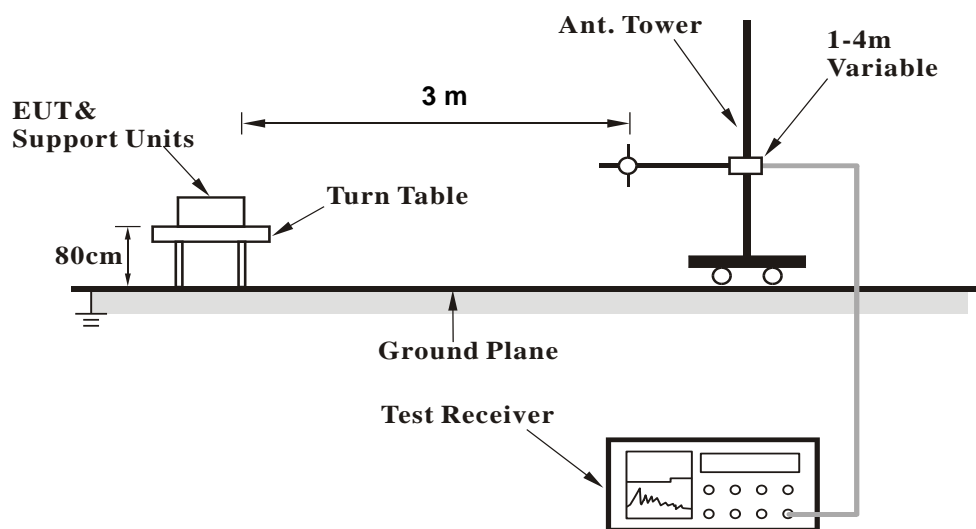 Ant. Tower
1-4m
Variable
3 m
EUT&
Support Units
Turn Table
80cm
Ground Plane
Test Receiver